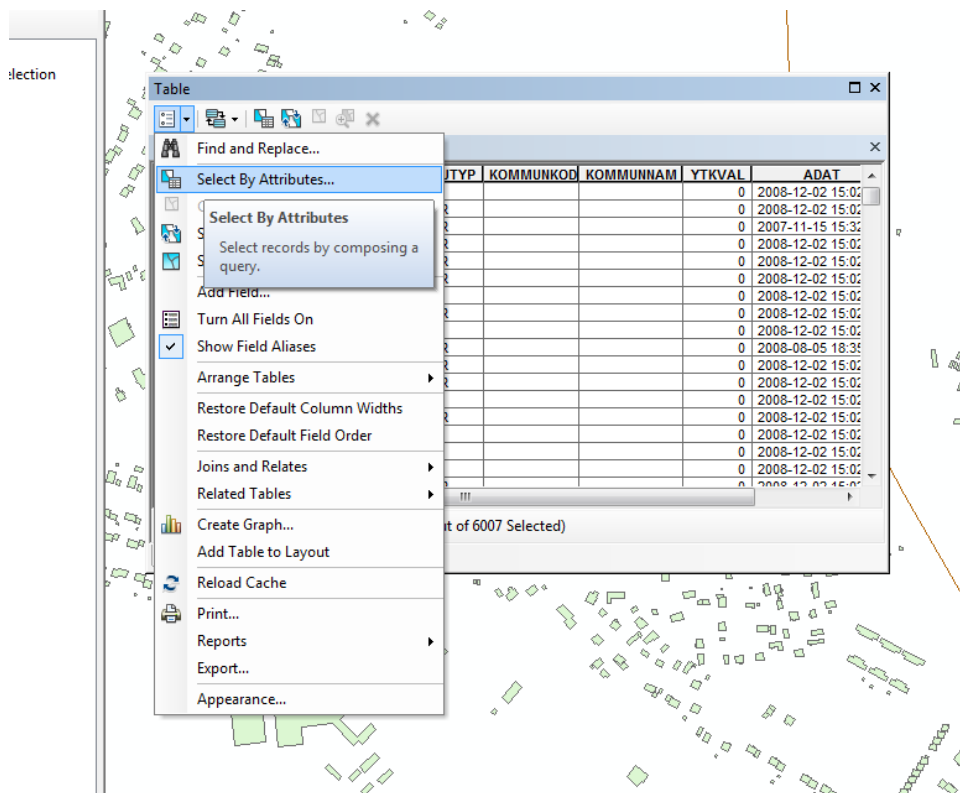 election
Table
Find and Replace...
Select By Attributes...
Select By Attributes
Select records by composing a
query.
Add Field...
Turn All Fields On
Show Field Aliases
Arrange Tables
Restore Default Column Widths
Restore Default Field Order
Joins and Relates
Related Tables
Create Graph...
Add Table to Layout
Reload Cache
Print...
Reports
Export...
Appearance...
JTYP KOMMUNKOD KOMMUNNAM YTKVAL ADAT
0 2008-12-02 15:02
R 0 2008-12-02 15:02
R 0 2007-11-15 15:32
R 0 2008-12-02 15:02
R 0 2008-12-02 15:02
R 0 2008-12-02 15:02
0 2008-12-02 15:02
R 0 2008-12-02 15:02
0 2008-12-02 15:02
R 0 2008-08-05 18:35
R 0 2008-12-02 15:02
R 0 2008-12-02 15:02
0 2008-12-02 15:02
R 0 2008-12-02 15:02
0 2008-12-02 15:02
0 2008-12-02 15:02
0 2008-12-02 15:02
0 2008-12-02 15:02
of 6007 Selected)